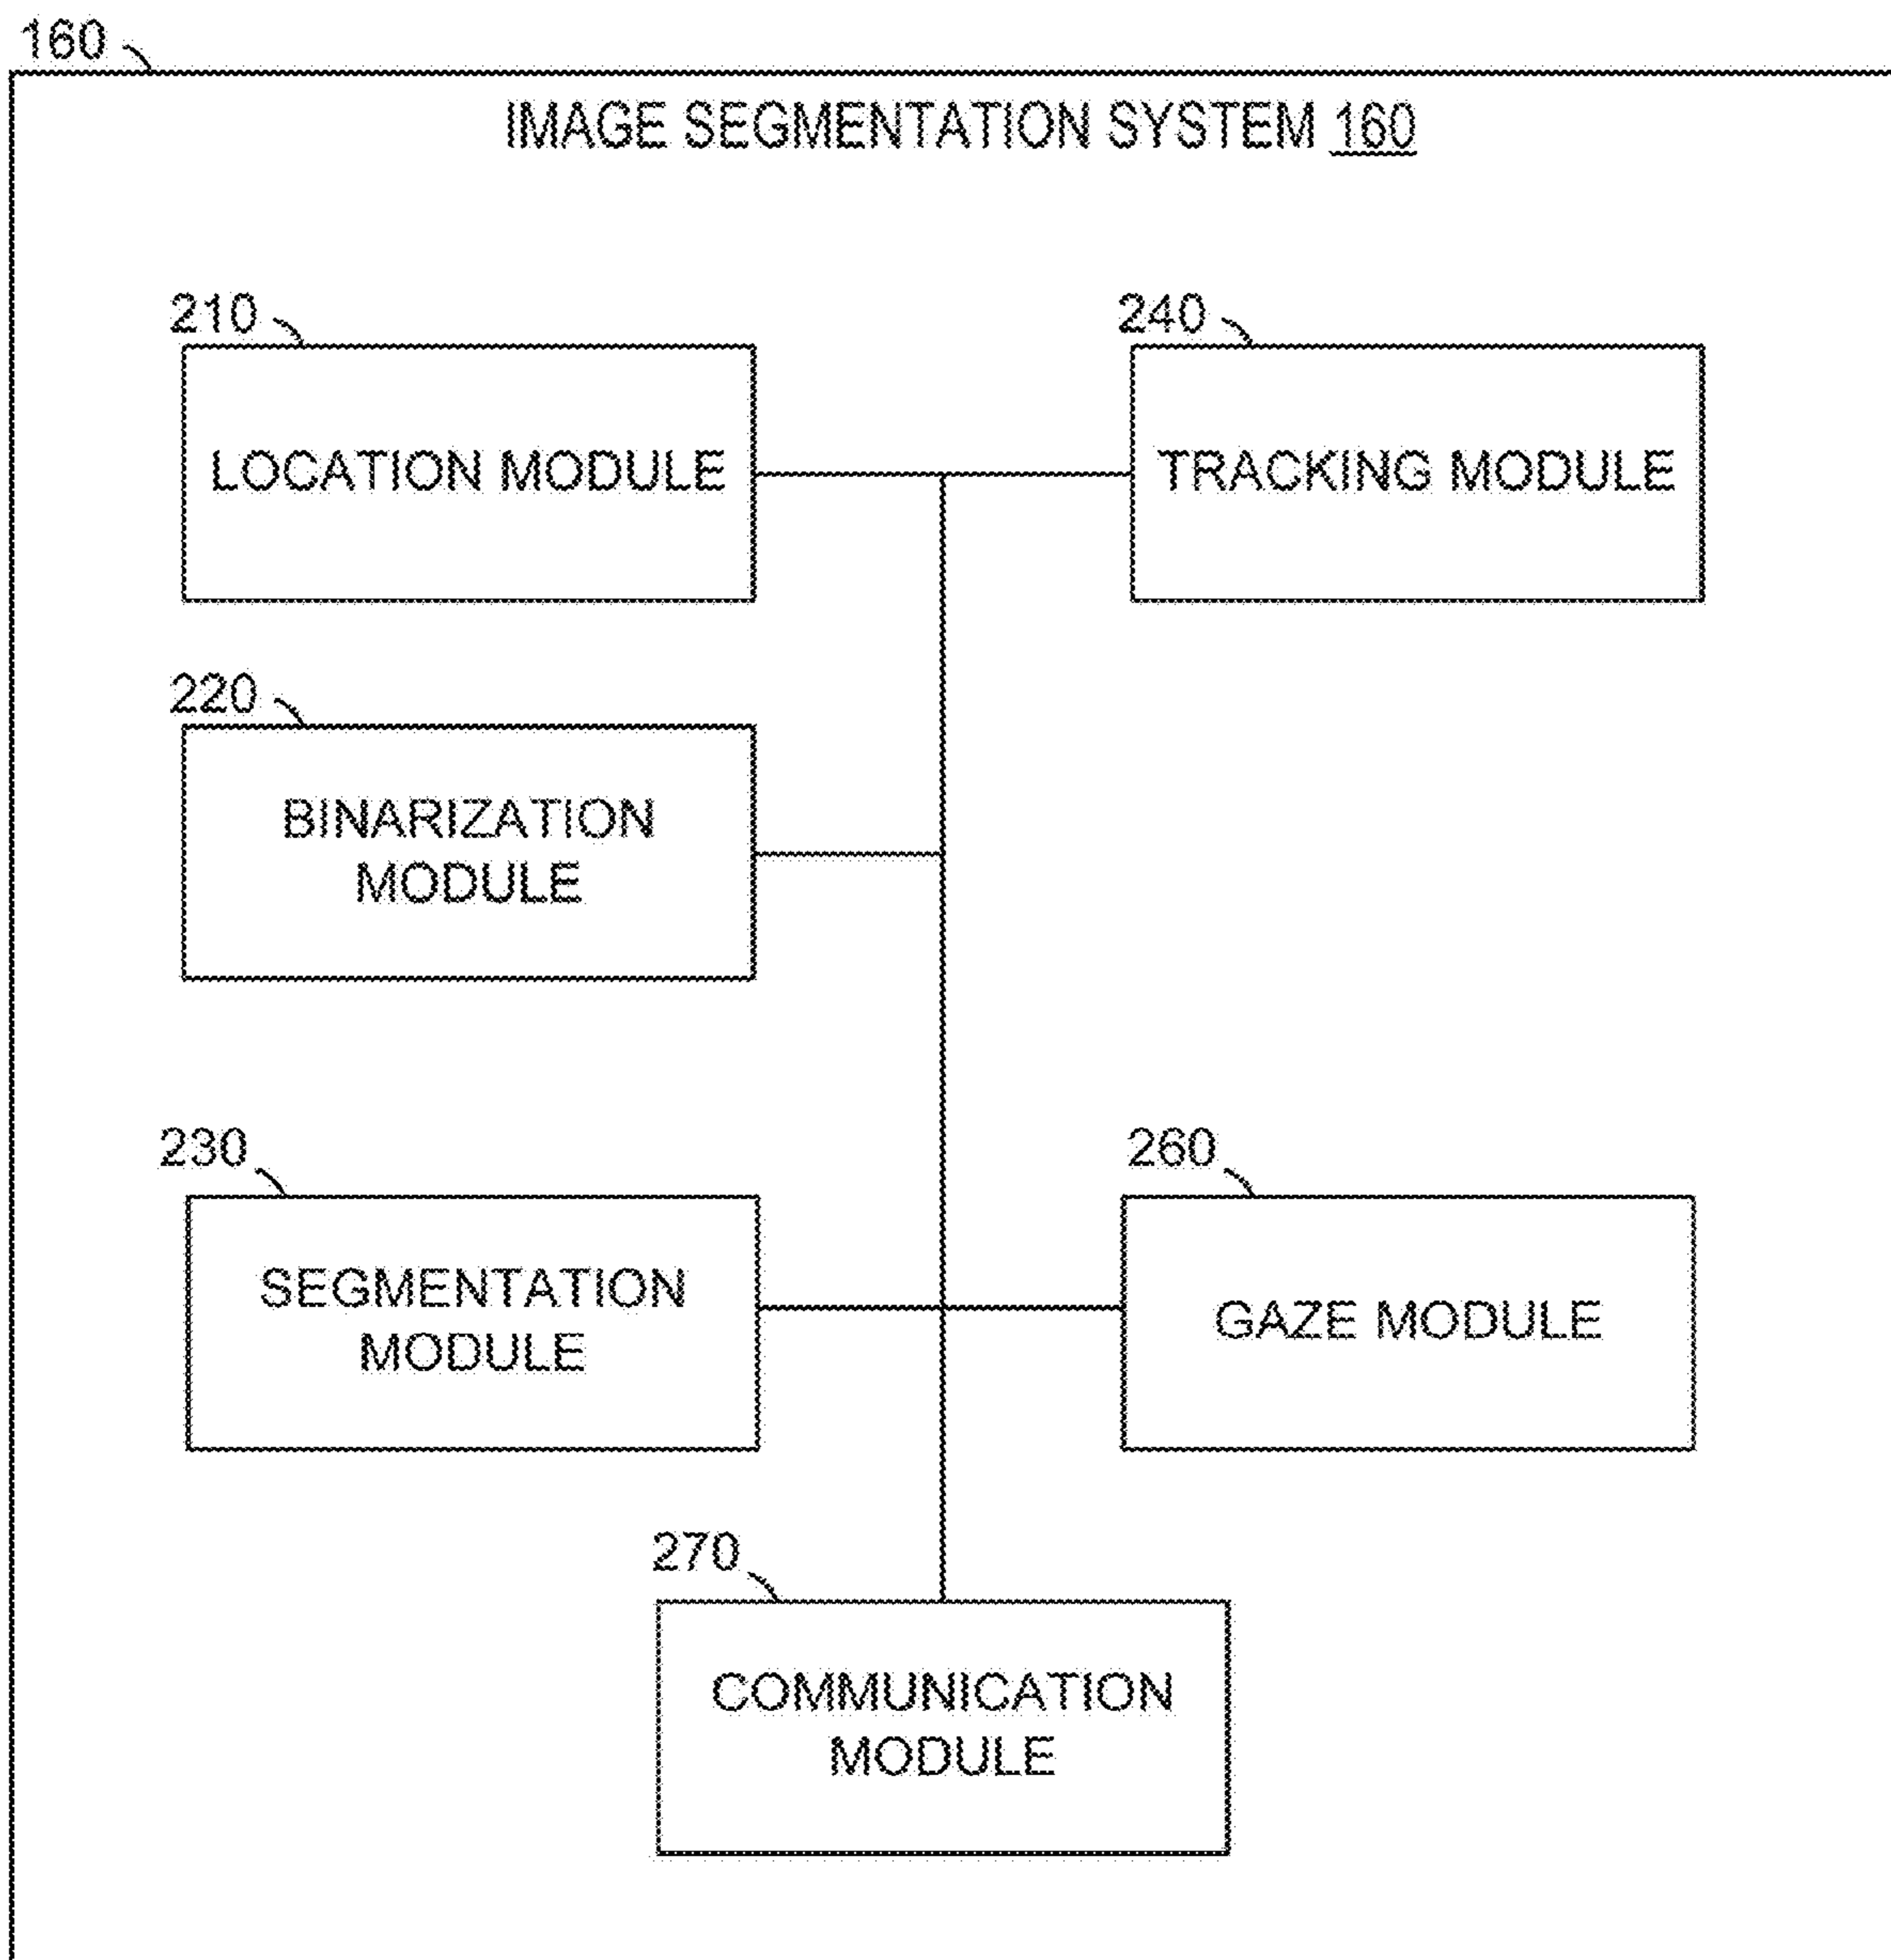 160
IMAGE SEGMENTATION SYSTEM 160
210
LOCATION MODULE
240
TRACKING MODULE
220
BINARIZATION
MODULE
230
SEGMENTATION
MODULE
260
GAZE MODULE
270
COMMUNICATION
MODULE